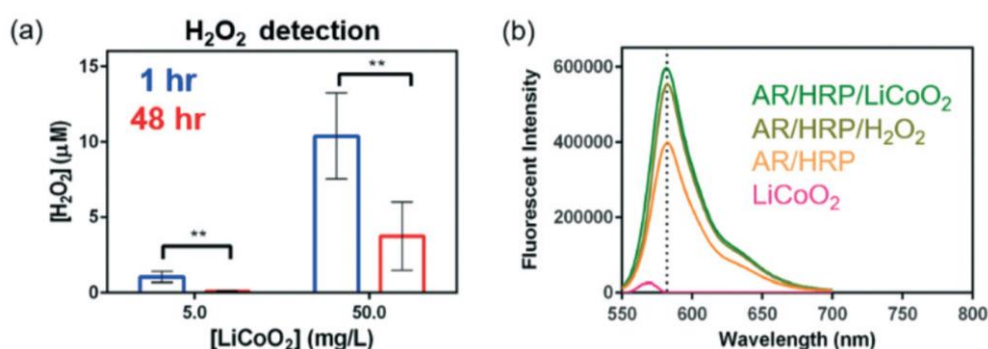 (a)
H₂O₂ detection
[H₂O₂] (μM)
15
10
5
0
1 hr
48 hr
**
**
5.0
50.0
[LiCoO₂] (mg/L)
(b)
Fluorescent Intensity
600000
400000
200000
0
AR/HRP/LiCoO₂
AR/HRP/H₂O₂
AR/HRP
LiCoO₂
550
600
650
700
750
800
Wavelength (nm)